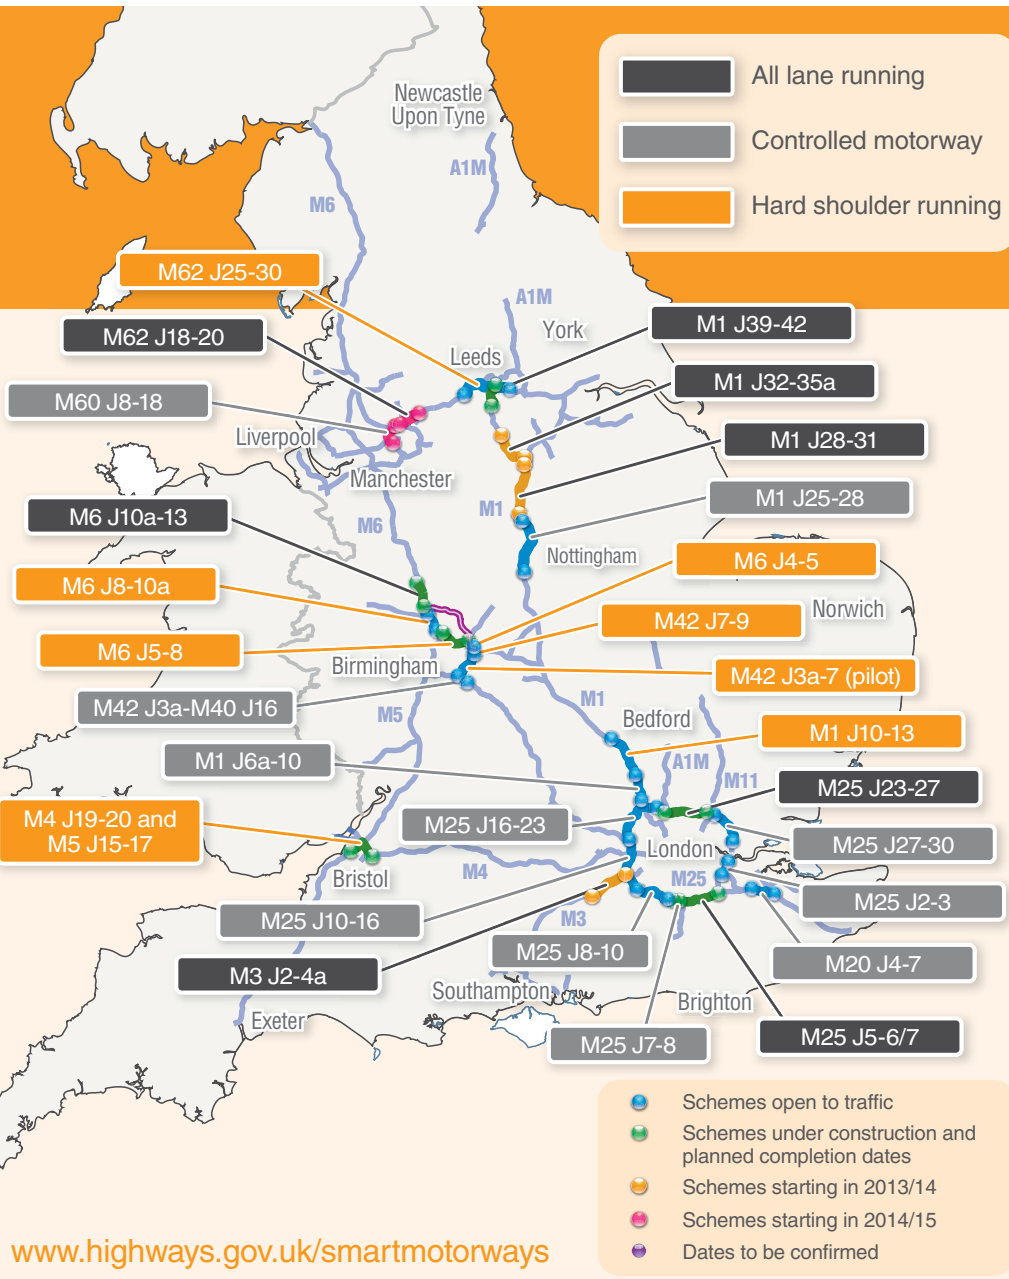 All lane running
Controlled motorway
Hard shoulder running
Newcastle
Upon Tyne
A1M
M6
M62 J25-30
A1M
York
M1 J39-42
M62 J18-20
Leeds
M1 J32-35a
M60 J8-18
Liverpool
M1 J28-31
Manchester
M1 J25-28
M1
M6 J10a-13
M6
Nottingham
M6 J4-5
M6 J8-10a
Norwich
M42 J7-9
M6 J5-8
Birmingham
M42 J3a-7 (pilot)
M42 J3a-M40 J16
M5
M1
Bedford
M1 J10-13
M1 J6a-10
A1M
M11
M25 J23-27
M4 J19-20 and
M5 J15-17
M25 J16-23
M25 J27-30
London
M4
M25
Bristol
M25 J2-3
M25 J10-16
M3
M25 J8-10
M20 J4-7
M3 J2-4a
Southampton
Brighton
Exeter
M25 J7-8
M25 J5-6/7
Schemes open to traffic
Schemes under construction and
planned completion dates
Schemes starting in 2013/14
Schemes starting in 2014/15
Dates to be confirmed
www.highways.gov.uk/smartmotorways